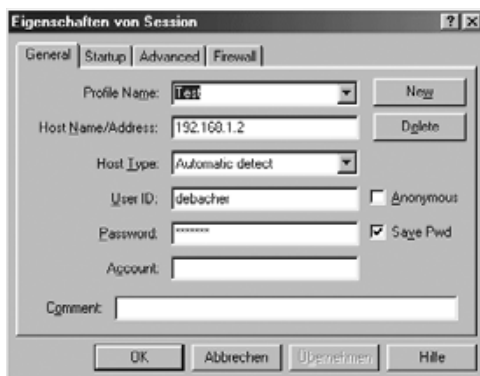 Eigenschaften von Session
General Startup Advanced Firewall
Profile Name: Test New
Host Name/Address: 192.168.1.2 Delete
Host Type: Automatic detect
User ID: debacher Anonymous
Password: ******* Save Pwd
Account:
Comment:
OK Abbrechen Übernehmen Hilfe